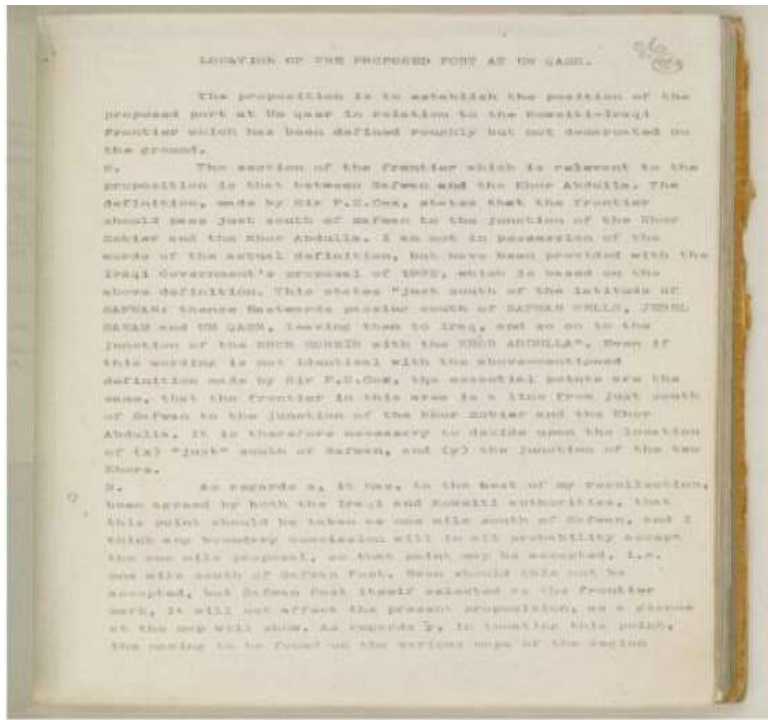 LOCATION OF THE PROPOSED PORT AT UM QASR.
The proposition is to establish the position of the
proposed port at Um qasr in relation to the Koweiti-Iraqi
Frontier which has been defined roughly but not demarcated on
the ground.
2. The section of the frontier which is relevant to the
proposition is that between Safwan and the Khor Abdulla. The
definition, made by Sir P.Z.Cox, states that the frontier
should pass just south of Safwan to the junction of the Khor
Zobier and the Khor Abdulla. I am not in possession of the
words of the actual definition, but have been provided with the
Iraqi Government's proposal of 1932, which is based on the
above definition. This states "just south of the latitude of
SAFWAN: thence Eastwards passing south of SAFWAN WELLS, JEBEL
SANAM and UM QASR, leaving them to Iraq, and so on to the
junction of the KHOR ZOBEIR with the KHOR ABDULLA". Even if
this wording is not identical with the above-mentioned
definition made by Sir P.Z.Cox, the essential points are the
same, that the frontier in this area is a line from just south
of Safwan to the junction of the Khor Zobier and the Khor
Abdulla. It is therefore necessary to decide upon the location
of (x) "just" south of Safwan, and (y) the junction of the two
Khors.
3. As regards x, it has, to the best of my recollection,
been agreed by both the Iraqi and Koweiti authorities, that
this point should be taken as one mile south of Safwan, and I
think any boundary commission will in all probability accept
the one mile proposal, so that point may be accepted, i.e.
one mile south of Safwan Post. Even should this not be
accepted, but Safwan Post itself selected as the frontier
mark, it will not affect the present proposition, as a glance
at the map will show. As regards y, in locating this point,
the naming to be found on the various maps of the region